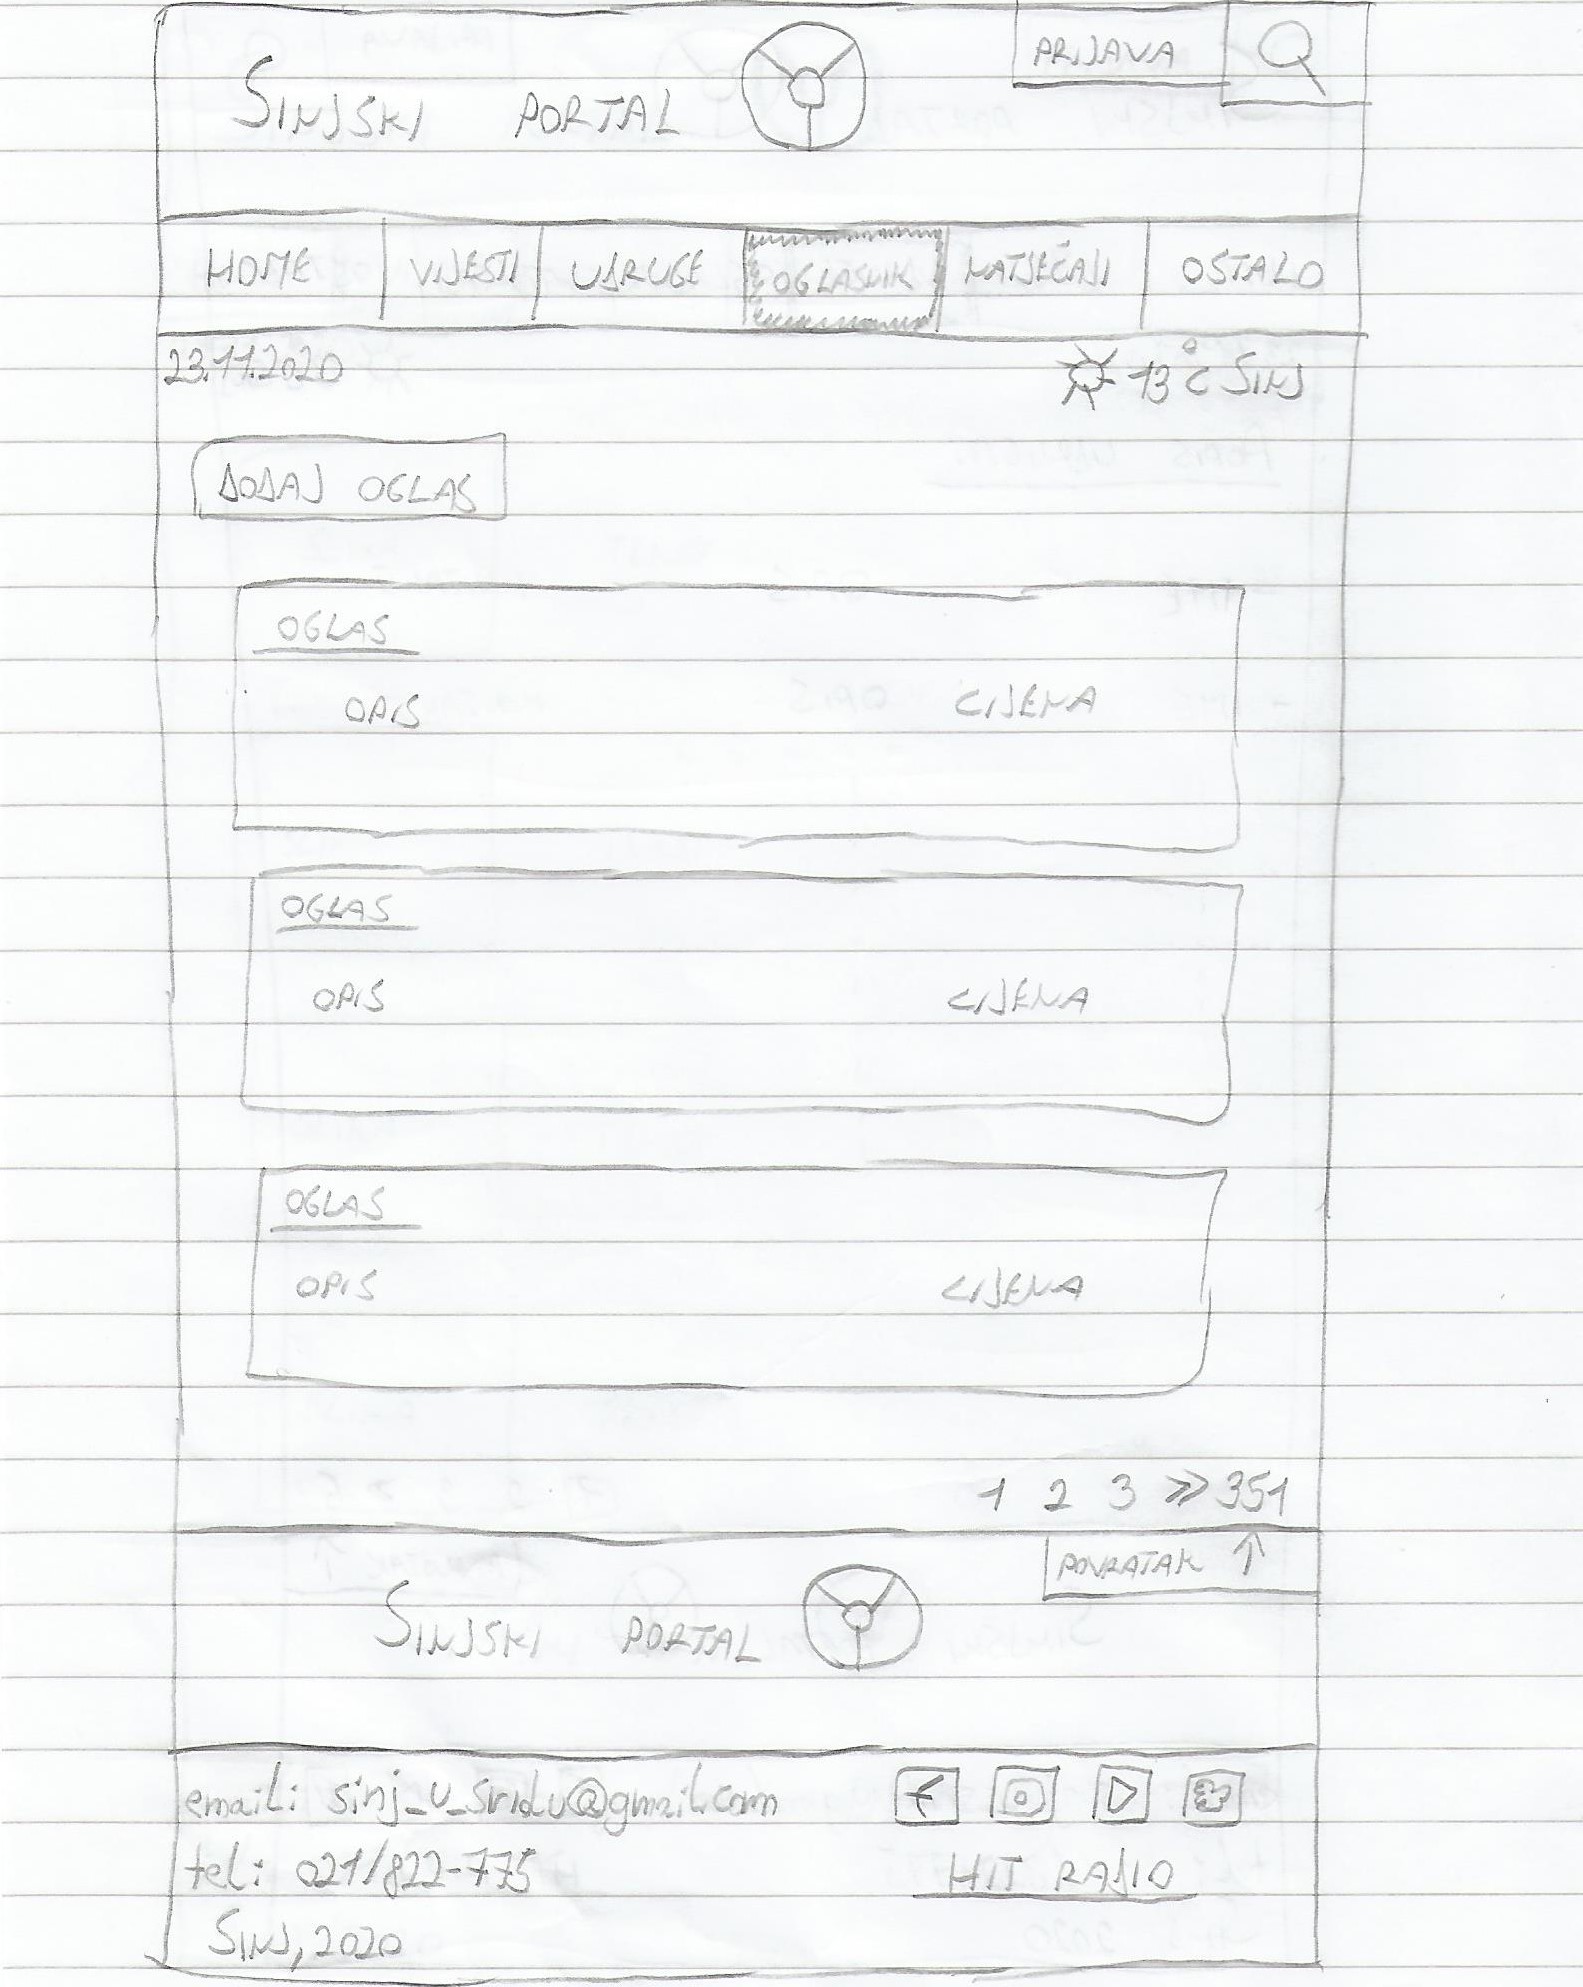 SINJSKI PORTAL
PRIJAVA
HOME VIJESTI UDRUGE OGLASNIK NATJEČAJI OSTALO
23.11.2020 13°C SINJ
DODAJ OGLAS
OGLAS
OPIS CIJENA
OGLAS
OPIS CIJENA
OGLAS
OPIS CIJENA
1 2 3 >> 351
POVRATAK ↑
SINJSKI PORTAL
email: sinj_u_sridu@gmail.com
tel: 021/822-775
HIT RADIO
SINJ, 2020